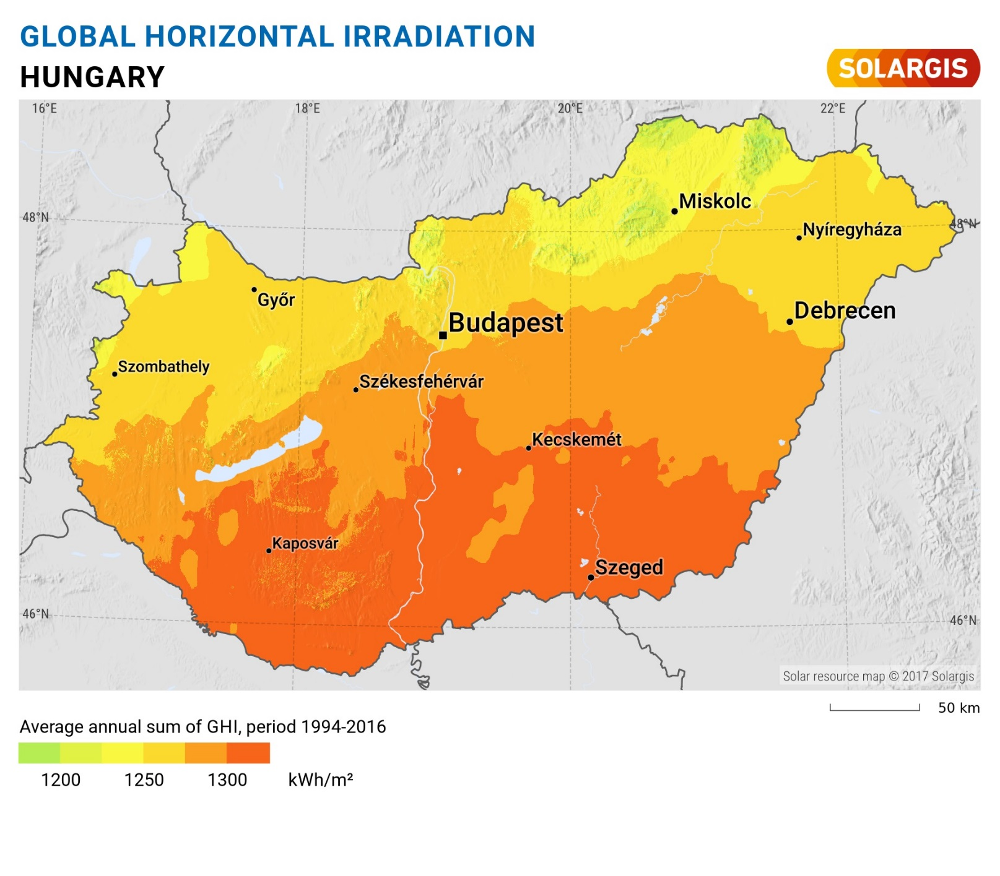 GLOBAL HORIZONTAL IRRADIATION
HUNGARY
SOLARGIS
16°E
18°E
20°E
22°E
48°N
48°N
Miskolc
Nyíregyháza
Győr
Budapest
Debrecen
Szombathely
Székesfehérvár
Kecskemét
Kaposvár
Szeged
46°N
46°N
Solar resource map © 2017 Solargis
50 km
Average annual sum of GHI, period 1994-2016
1200 1250 1300 kWh/m²